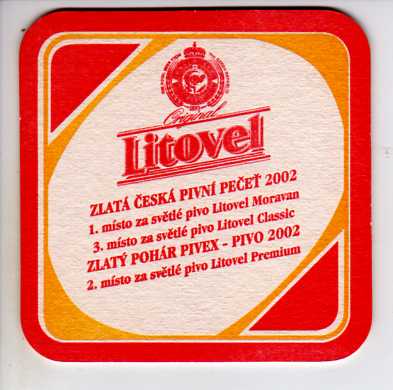 Original
Litovel
ZLATÁ ČESKÁ PIVNÍ PEČEŤ 2002
1. místo za světlé pivo Litovel Moravan
3. místo za světlé pivo Litovel Classic
ZLATÝ POHÁR PIVEX - PIVO 2002
2. místo za světlé pivo Litovel Premium